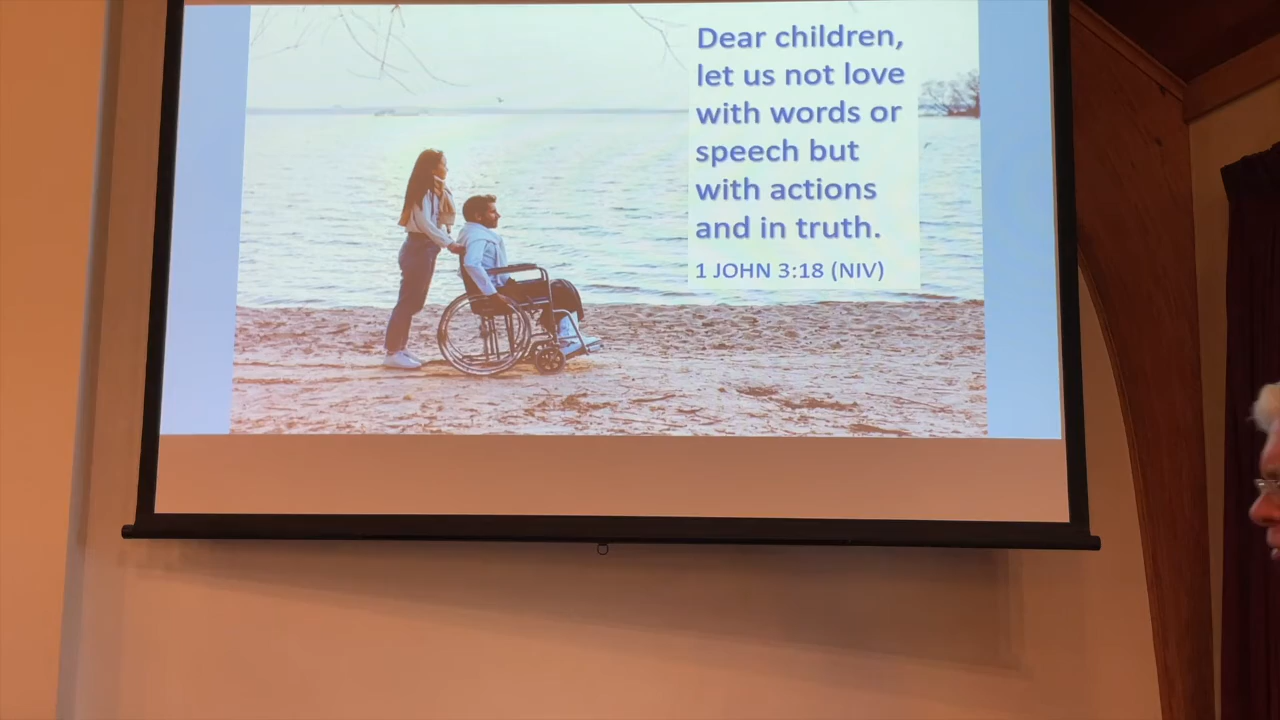 Dear children,
let us not love
with words or
speech but
with actions
and in truth.
1 JOHN 3:18 (NIV)